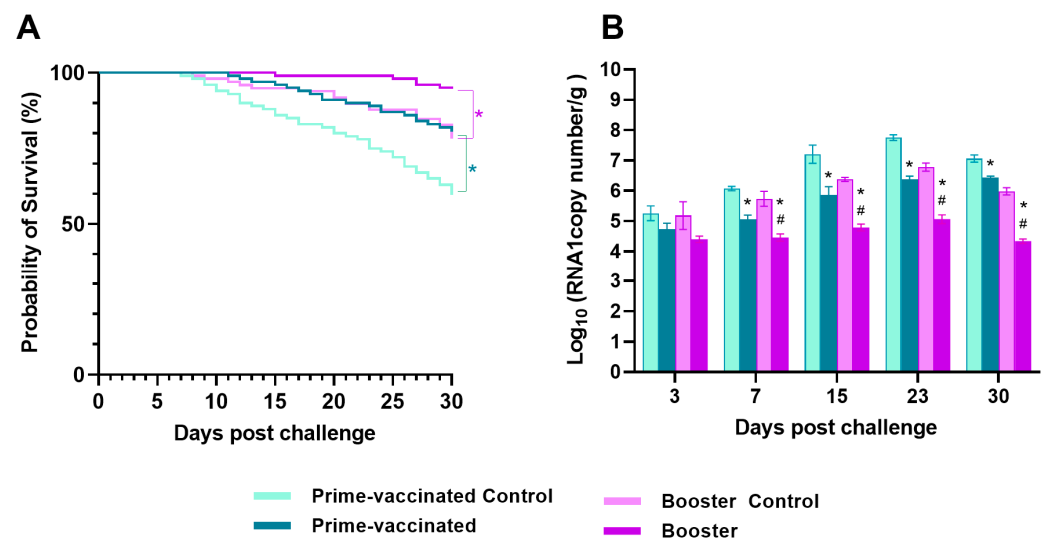 A
B
Probability of Survival (%)
100
50
0
0 5 10 15 20 25 30
Days post challenge
*
*
Log10 (RNA1copy number/g)
10
9
8
7
6
5
4
3
2
1
0
* * # * * # * * # * * #
3 7 15 23 30
Days post challenge
Prime-vaccinated Control
Prime-vaccinated
Booster Control
Booster